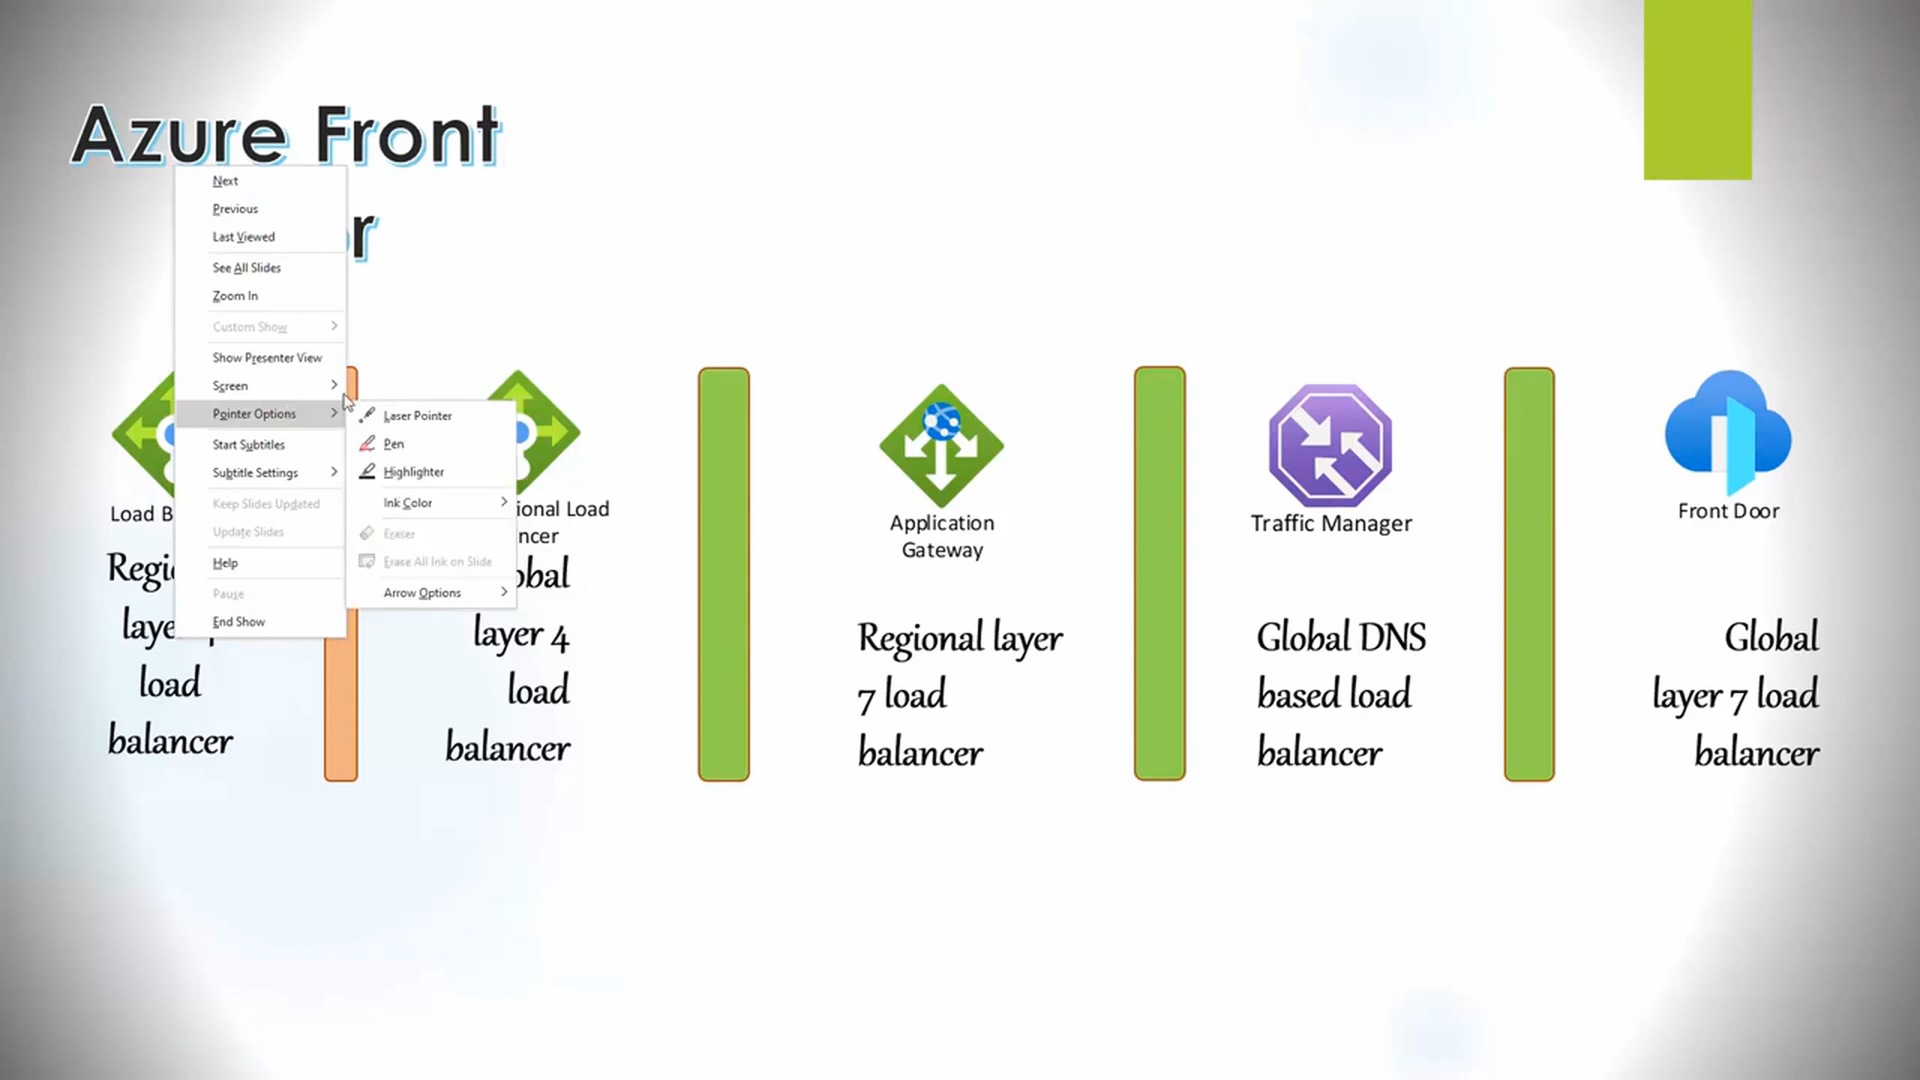 Azure Front
r
Next
Previous
Last Viewed
See All Slides
Zoom In
Custom Show
Show Presenter View
Screen
Pointer Options
Start Subtitles
Subtitle Settings
Keep Slides Updated
Update Slides
Help
Pause
End Show
Laser Pointer
Pen
Highlighter
Ink Color
Eraser
Erase All Ink on Slide
Arrow Options
Load B
Regi
laye
load
balancer
ional Load
ncer
obal
layer 4
load
balancer
Application
Gateway
Regional layer
7 load
balancer
Traffic Manager
Global DNS
based load
balancer
Front Door
Global
layer 7 load
balancer